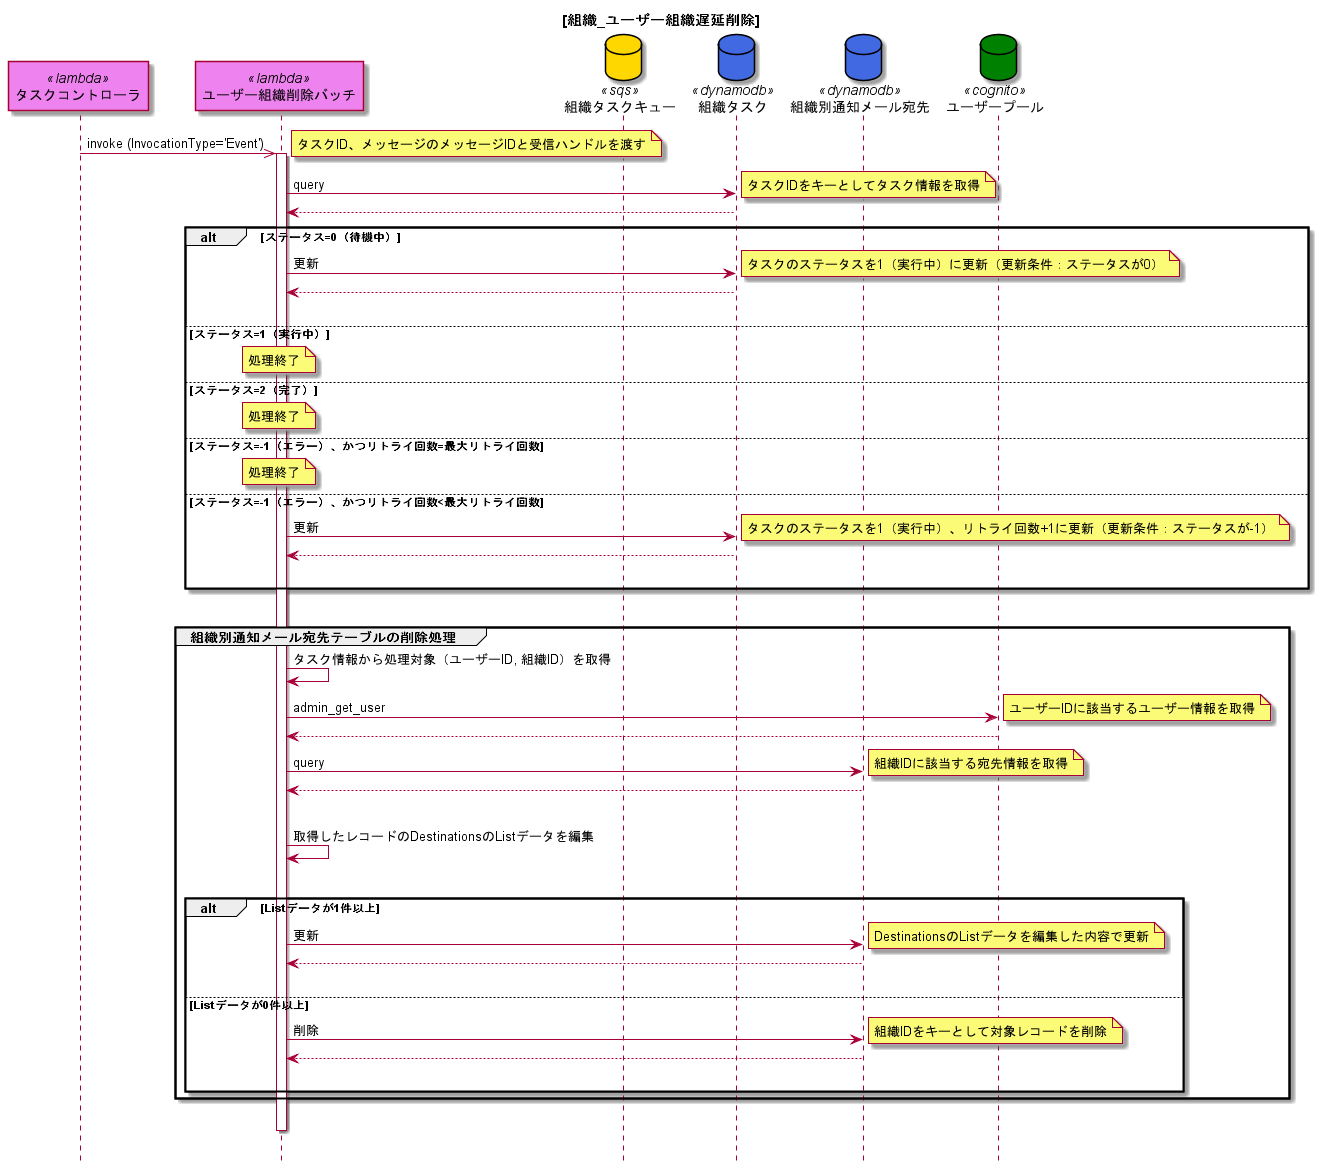 [組織_ユーザー組織遅延削除]
«lambda»
タスクコントローラ
«lambda»
ユーザー組織削除バッチ
«sqs»
組織タスクキュー
«dynamodb»
組織タスク
«dynamodb»
組織別通知メール宛先
«cognito»
ユーザープール
invoke (InvocationType='Event')
タスクID、メッセージのメッセージIDと受信ハンドルを渡す
query
タスクIDをキーとしてタスク情報を取得
alt
[ステータス=0（待機中）]
更新
タスクのステータスを1（実行中）に更新（更新条件：ステータスが0）
[ステータス=1（実行中）]
処理終了
[ステータス=2（完了）]
処理終了
[ステータス=-1（エラー）、かつリトライ回数=最大リトライ回数]
処理終了
[ステータス=-1（エラー）、かつリトライ回数<最大リトライ回数]
更新
タスクのステータスを1（実行中）、リトライ回数+1に更新（更新条件：ステータスが-1）
組織別通知メール宛先テーブルの削除処理
タスク情報から処理対象（ユーザーID, 組織ID）を取得
admin_get_user
ユーザーIDに該当するユーザー情報を取得
query
組織IDに該当する宛先情報を取得
取得したレコードのDestinationsのListデータを編集
alt
[Listデータが1件以上]
更新
DestinationsのListデータを編集した内容で更新
[Listデータが0件以上]
削除
組織IDをキーとして対象レコードを削除